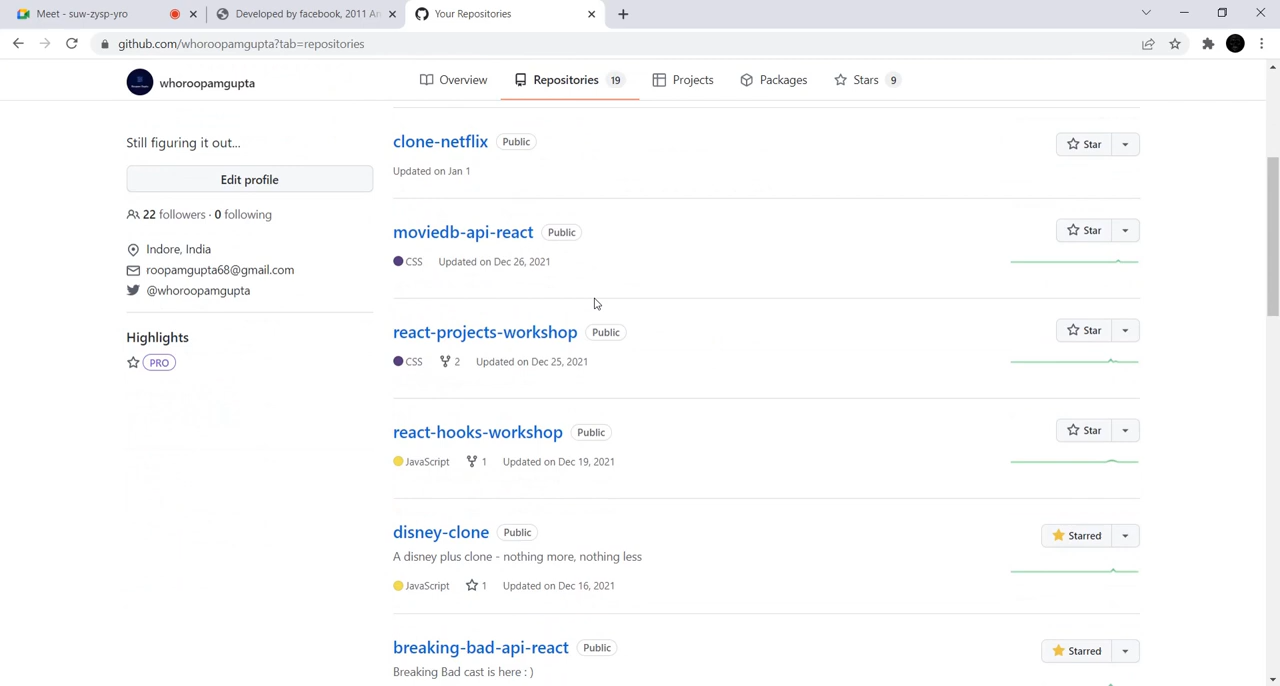 Meet - suw-zysp-yro
Developed by facebook, 2011 An
Your Repositories
github.com/whoroopamgupta?tab=repositories
whoroopamgupta
Overview
Repositories 19
Projects
Packages
Stars 9
Still figuring it out...
Edit profile
22 followers · 0 following
Indore, India
roopamgupta68@gmail.com
@whoroopamgupta
Highlights
PRO
clone-netflix Public
Star
Updated on Jan 1
moviedb-api-react Public
Star
CSS Updated on Dec 26, 2021
react-projects-workshop Public
Star
CSS 2 Updated on Dec 25, 2021
react-hooks-workshop Public
Star
JavaScript 1 Updated on Dec 19, 2021
disney-clone Public
Starred
A disney plus clone - nothing more, nothing less
JavaScript 1 Updated on Dec 16, 2021
breaking-bad-api-react Public
Starred
Breaking Bad cast is here : )